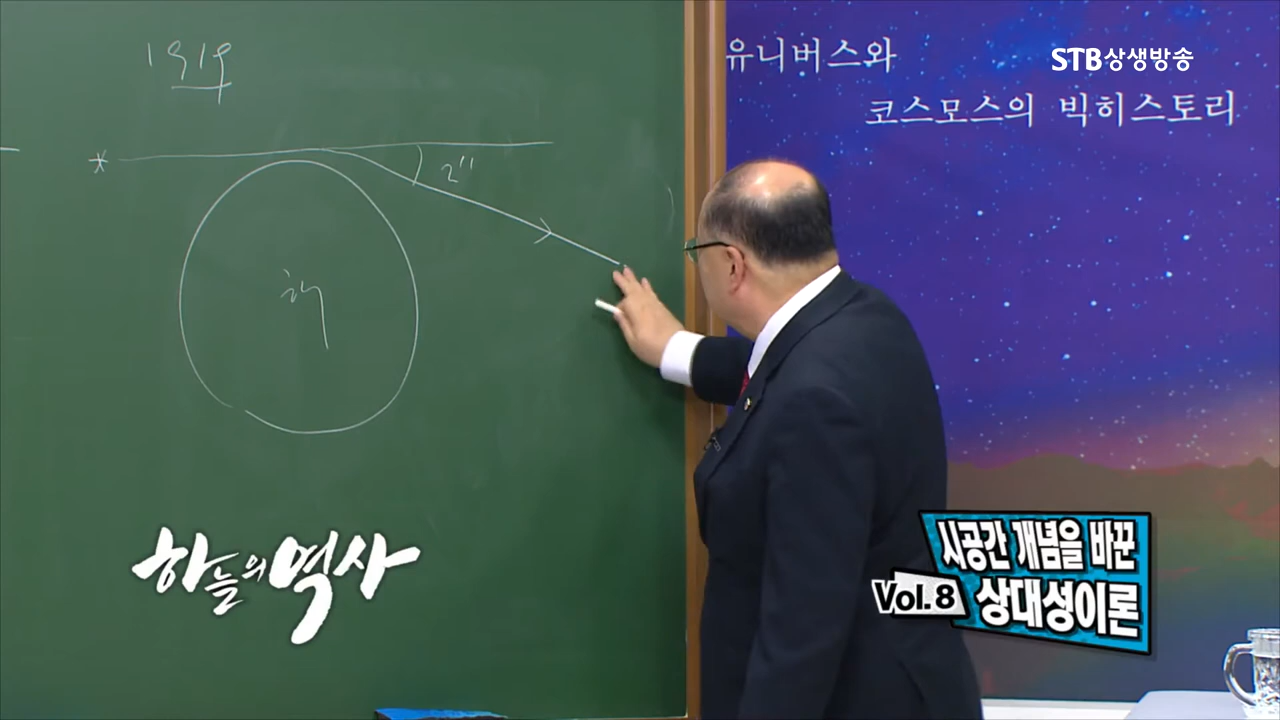 1919
2"
해
유니버스와
코스모스의 빅히스토리
STB상생방송
하늘의 역사
시공간 개념을 바꾼
Vol.8 상대성이론